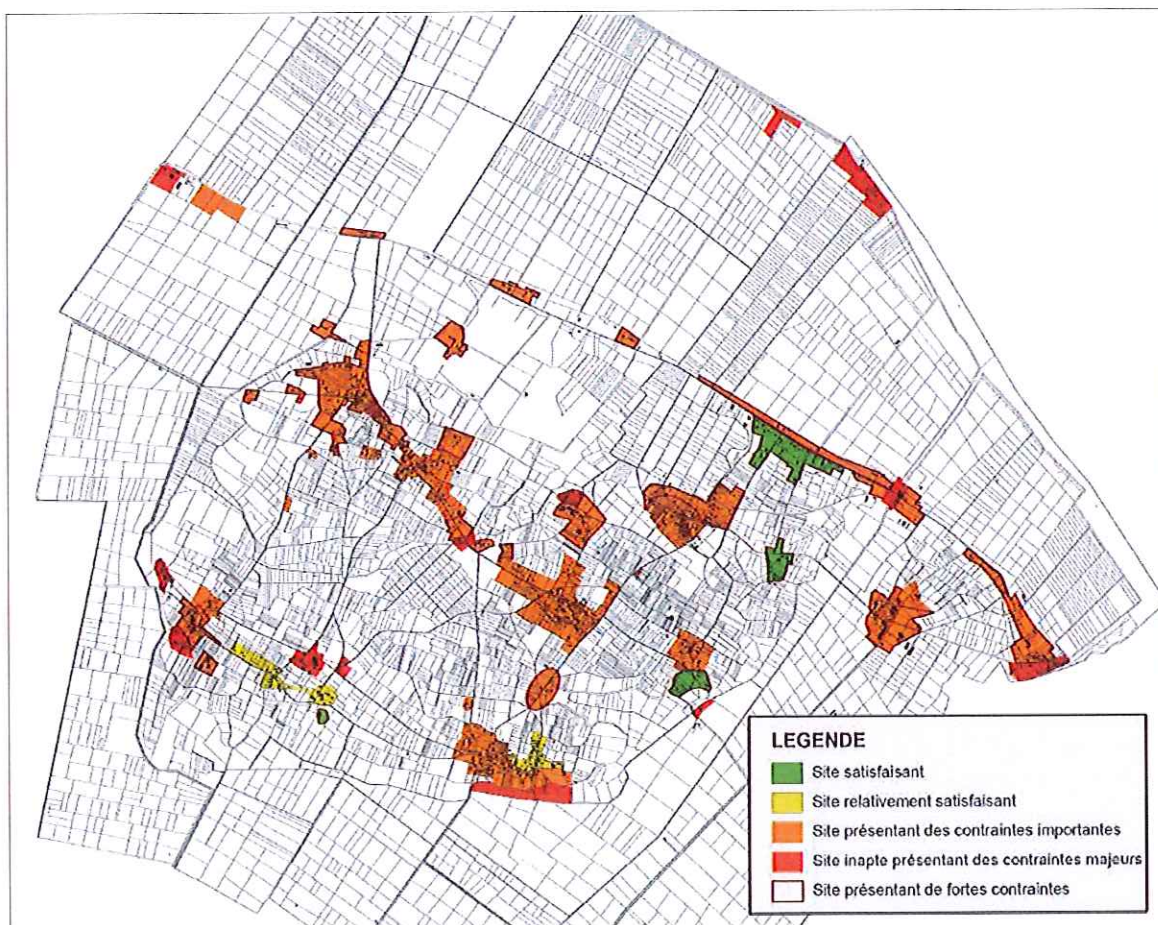 LEGENDE
Site satisfaisant
Site relativement satisfaisant
Site présentant des contraintes importantes
Site inapte présentant des contraintes majeurs
Site présentant de fortes contraintes